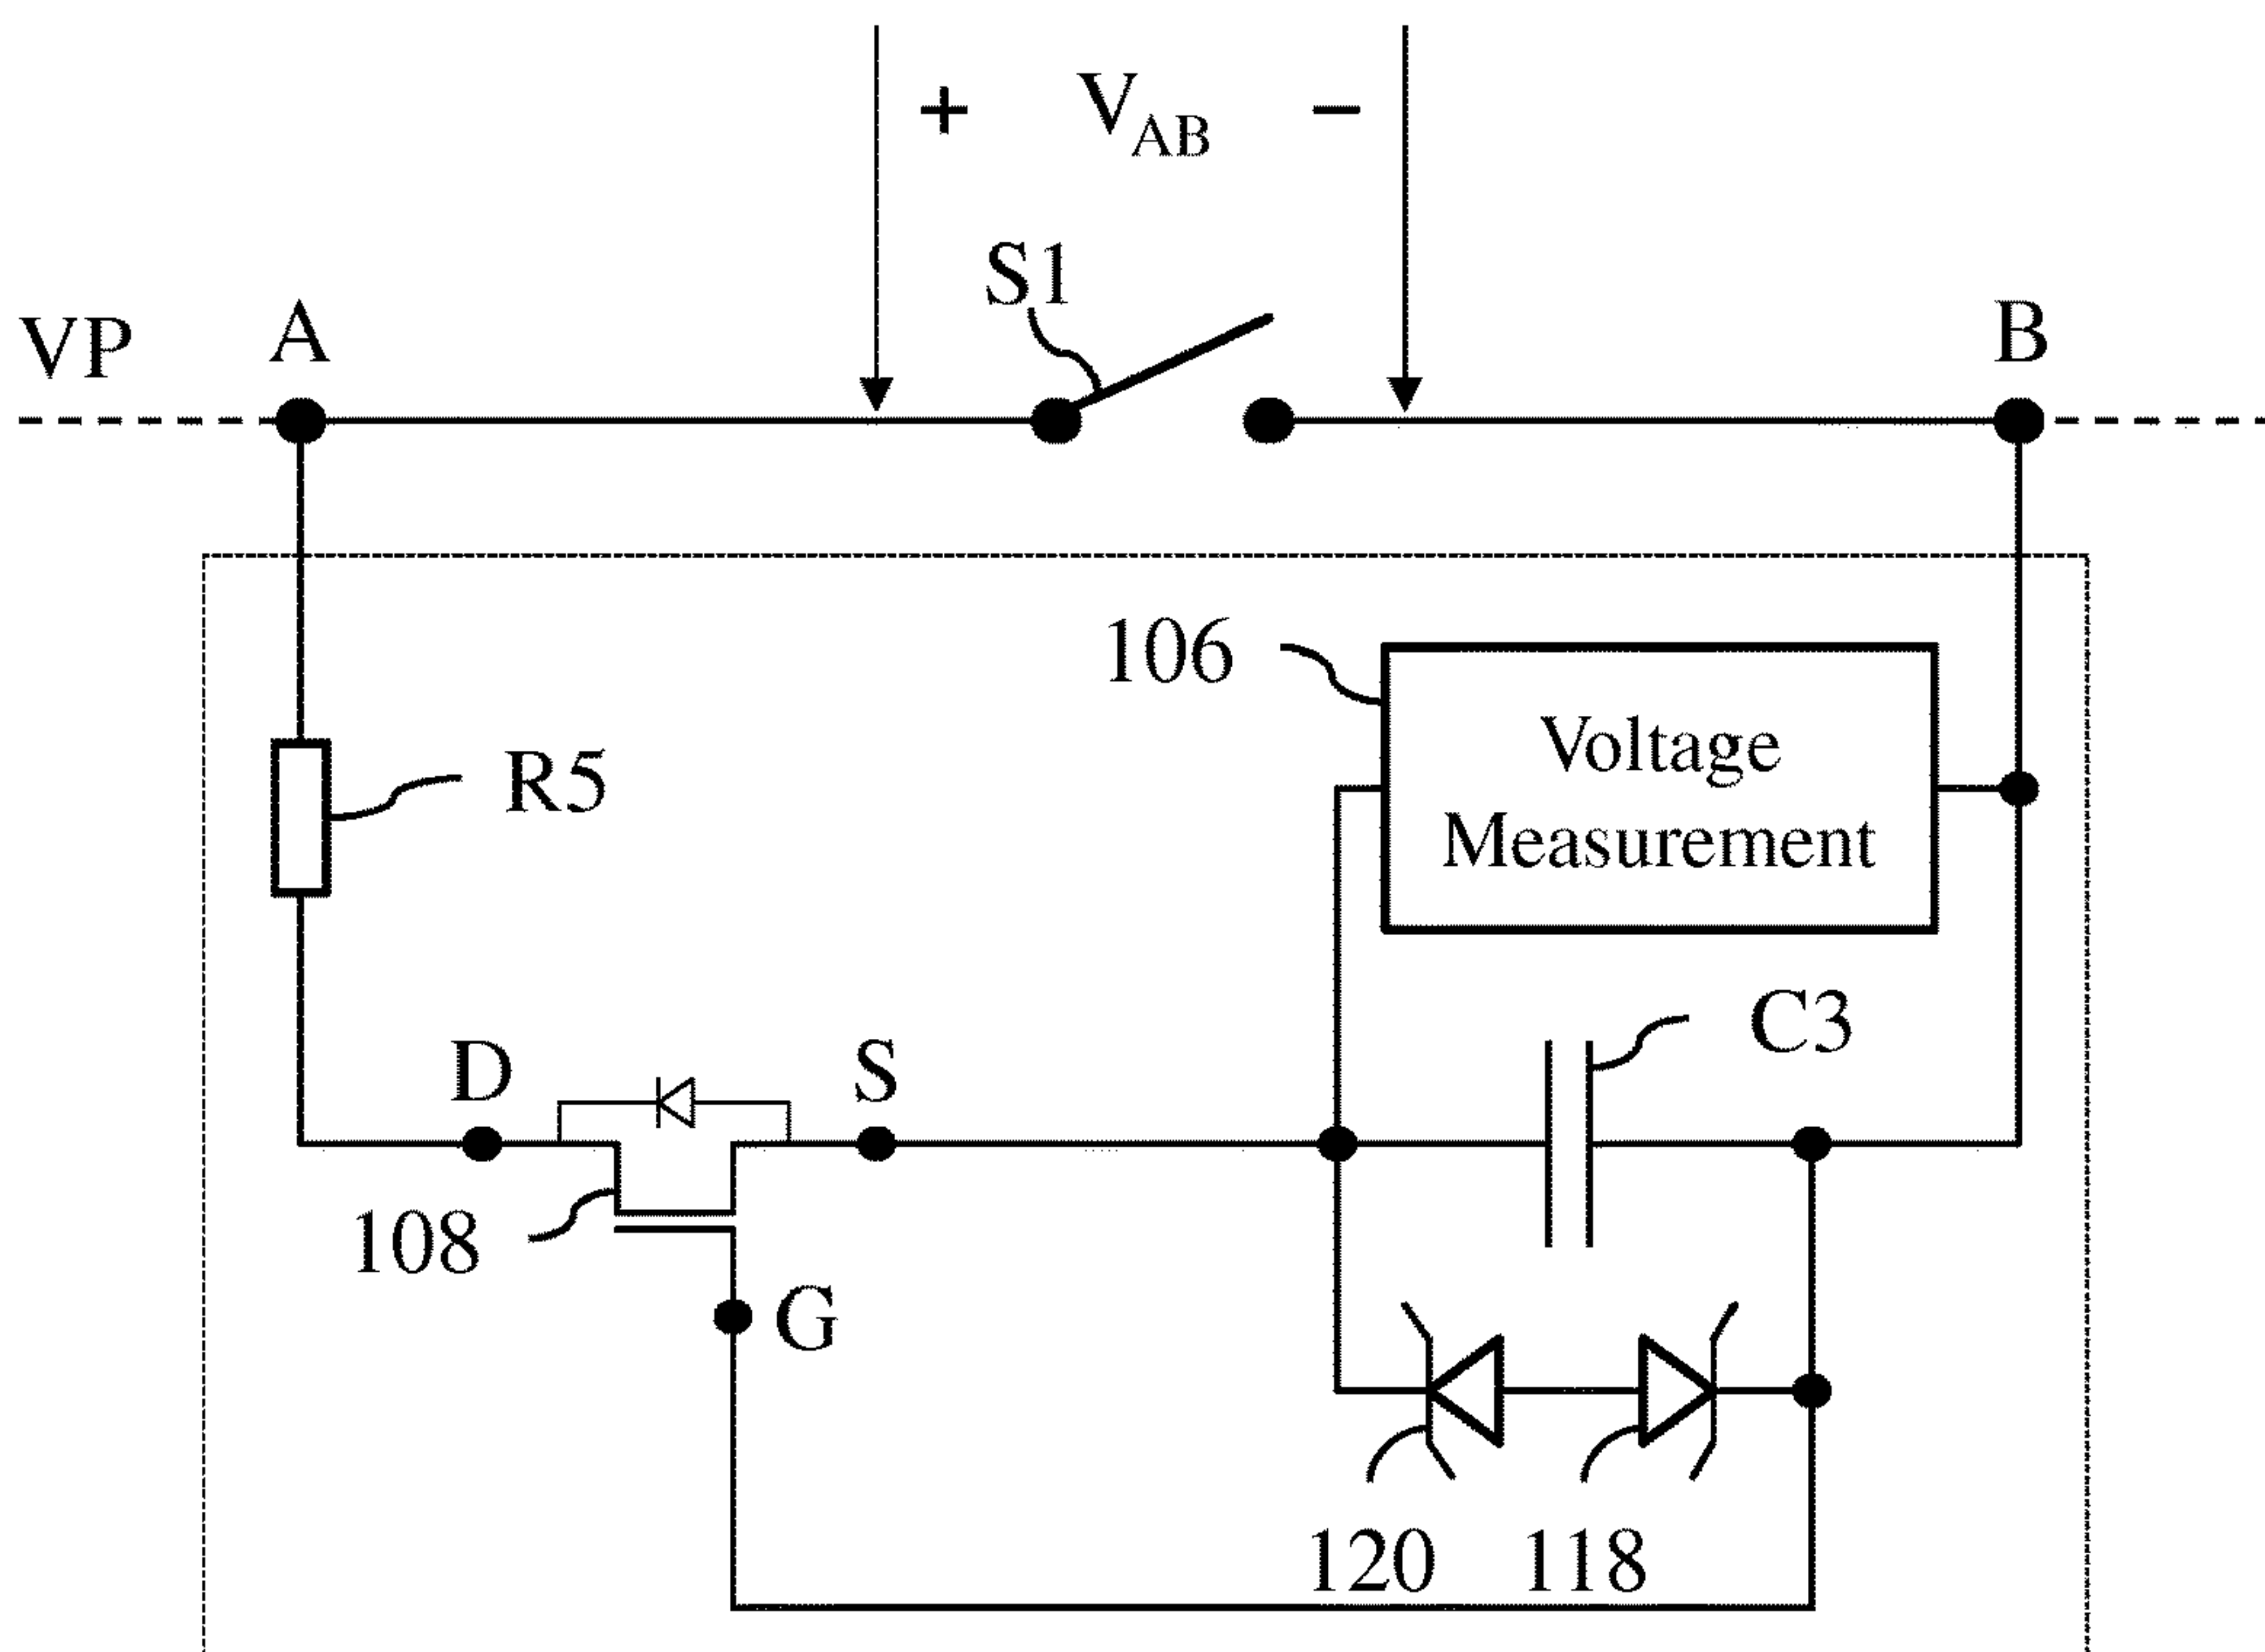 + V_AB −
S1
VP
A
B
106
Voltage
Measurement
R5
C3
D
S
108
G
120
118